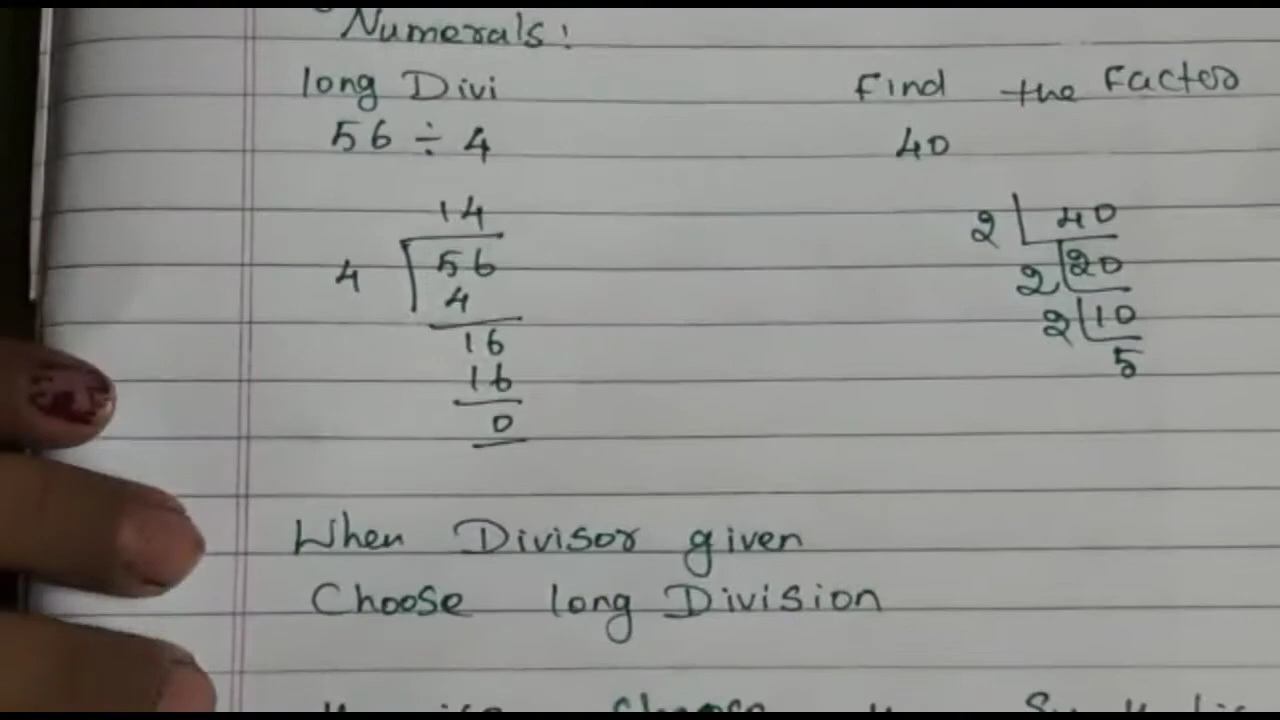 Numerals:
long Divi
56 ÷ 4
14
4 56
4
16
16
0
Find the Factos
40
2 40
2 20
2 10
5
When Divisor given
Choose long Division